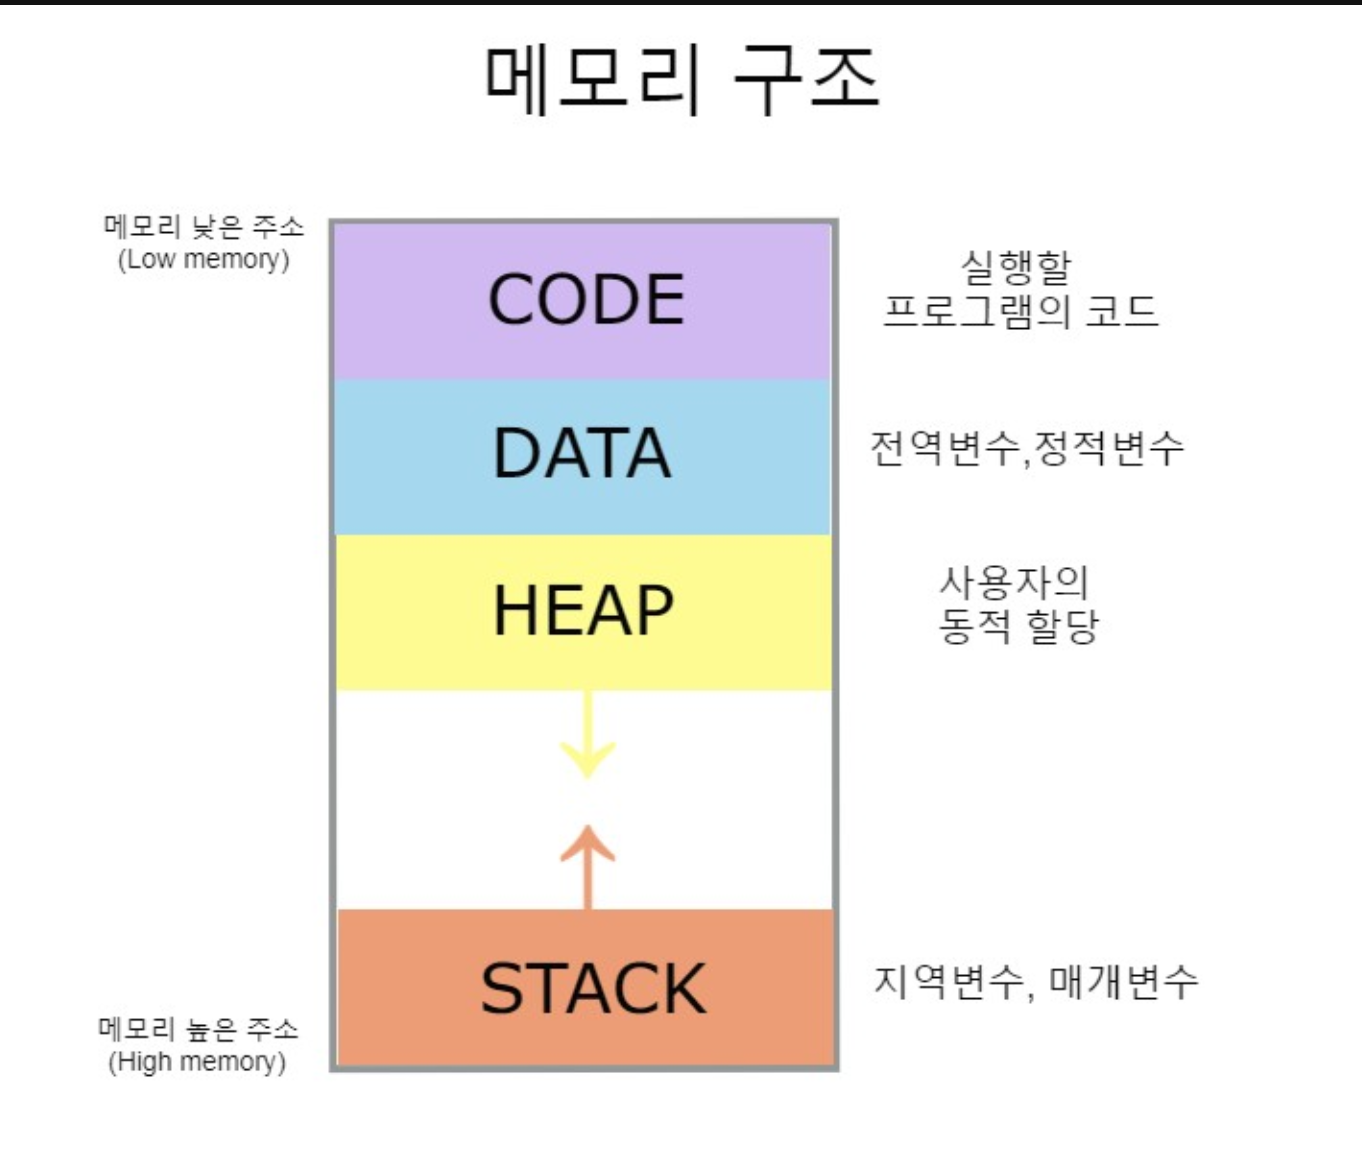 메모리 구조
메모리 낮은 주소
(Low memory)
CODE
실행할
프로그램의 코드
DATA
전역변수,정적변수
HEAP
사용자의
동적 할당
STACK
지역변수, 매개변수
메모리 높은 주소
(High memory)